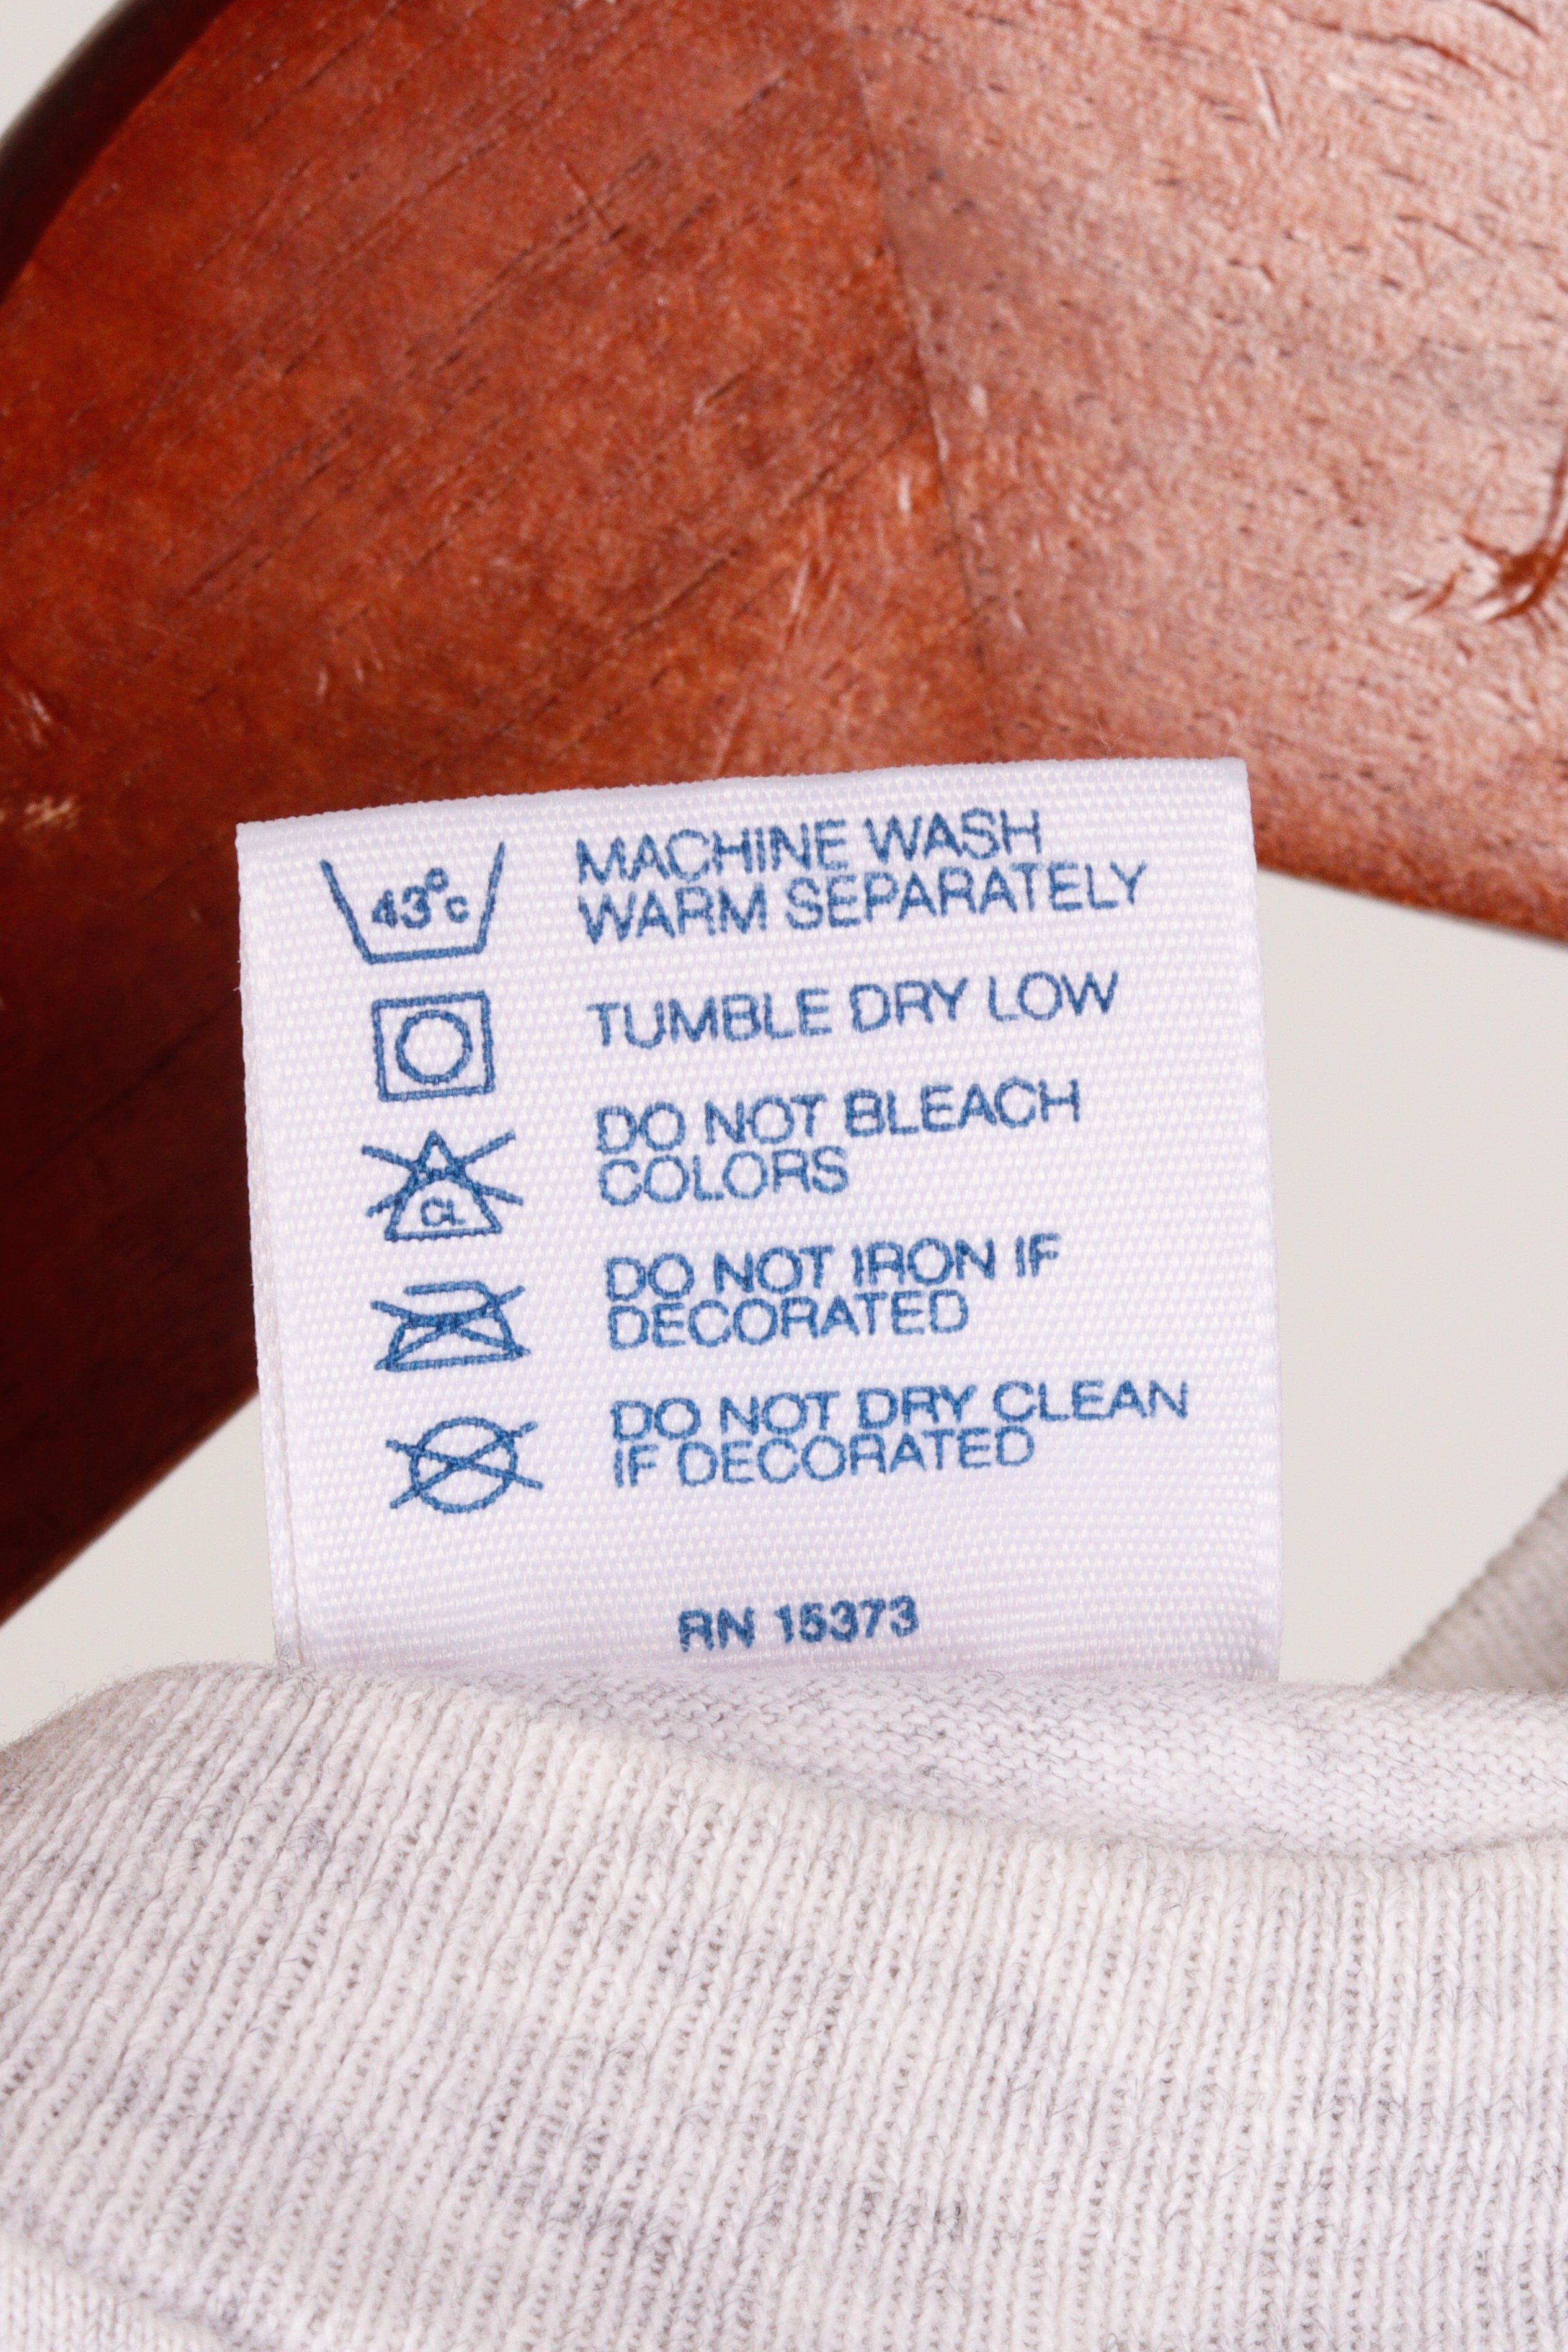 43°C
MACHINE WASH
WARM SEPARATELY
TUMBLE DRY LOW
CL
DO NOT BLEACH
COLORS
DO NOT IRON IF
DECORATED
DO NOT DRY CLEAN
IF DECORATED
RN 15373